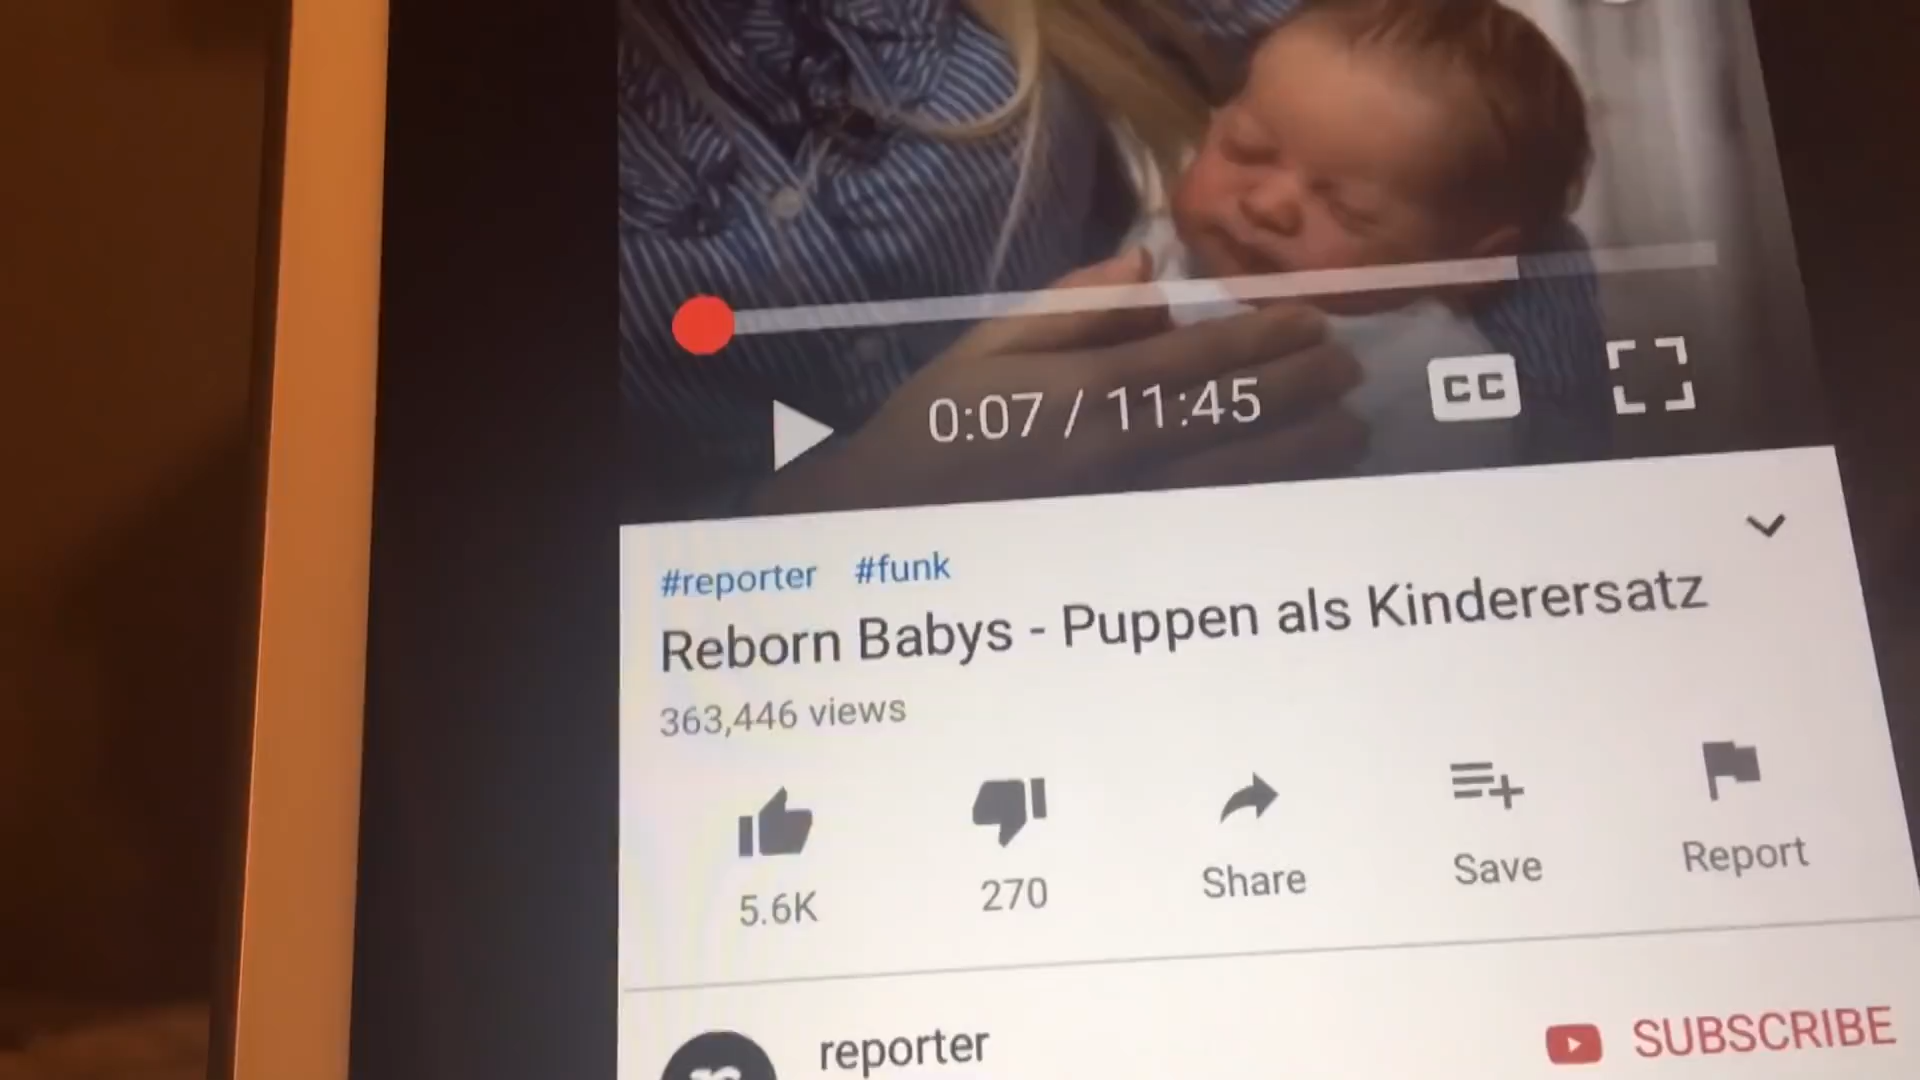 0:07 / 11:45 CC
#reporter #funk
Reborn Babys - Puppen als Kinderersatz
363,446 views
5.6K 270 Share Save Report
reporter SUBSCRIBE